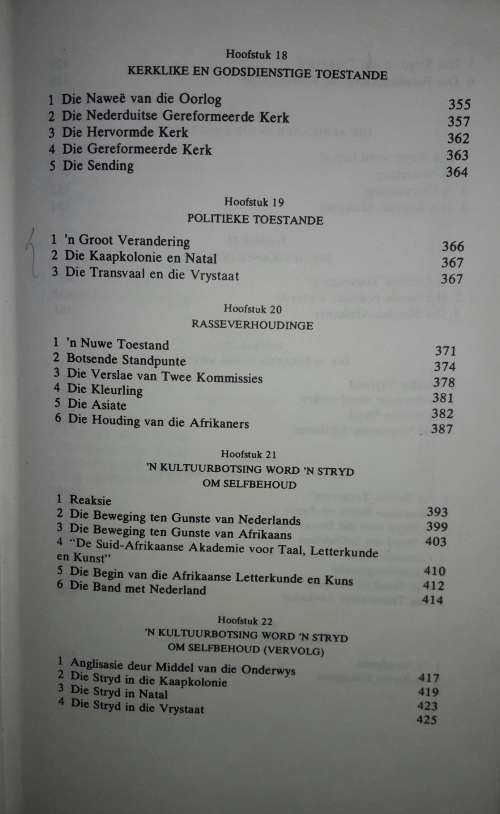 Hoofstuk 18
KERKLIKE EN GODSDIENSTIGE TOESTANDE
1 Die Naweë van die Oorlog 355
2 Die Nederduitse Gereformeerde Kerk 357
3 Die Hervormde Kerk 362
4 Die Gereformeerde Kerk 363
5 Die Sending 364
Hoofstuk 19
POLITIEKE TOESTANDE
1 'n Groot Verandering 366
2 Die Kaapkolonie en Natal 367
3 Die Transvaal en die Vrystaat 367
Hoofstuk 20
RASSEVERHOUDINGE
1 'n Nuwe Toestand 371
2 Botsende Standpunte 374
3 Die Verslae van Twee Kommissies 378
4 Die Kleurling 381
5 Die Asiate 382
6 Die Houding van die Afrikaners 387
Hoofstuk 21
'N KULTUURBOTSING WORD 'N STRYD
OM SELFBEHOUD
1 Reaksie 393
2 Die Beweging ten Gunste van Nederlands 399
3 Die Beweging ten Gunste van Afrikaans 403
4 "De Suid-Afrikaanse Akademie voor Taal, Letterkunde
en Kunst" 410
5 Die Begin van die Afrikaanse Letterkunde en Kuns 412
6 Die Band met Nederland 414
Hoofstuk 22
'N KULTUURBOTSING WORD 'N STRYD
OM SELFBEHOUD (VERVOLG)
1 Anglisasie deur Middel van die Onderwys 417
2 Die Stryd in die Kaapkolonie 419
3 Die Stryd in Natal 423
4 Die Stryd in die Vrystaat 425